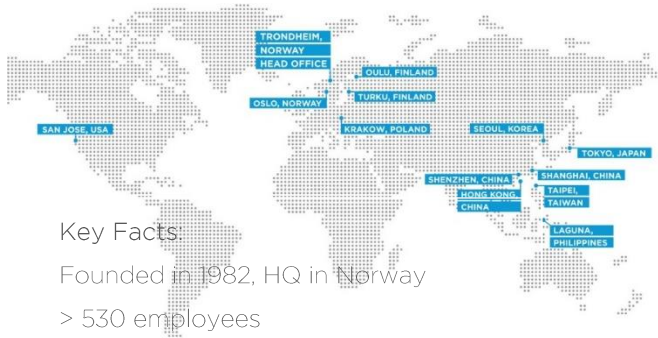 TRONDHEIM,
NORWAY
HEAD OFFICE
OULU, FINLAND
TURKU, FINLAND
OSLO, NORWAY
KRAKOW, POLAND
SAN JOSE, USA
SEOUL, KOREA
TOKYO, JAPAN
SHENZHEN, CHINA
SHANGHAI, CHINA
HONG KONG,
CHINA
TAIPEI,
TAIWAN
LAGUNA,
PHILIPPINES
Key Facts:
Founded in 1982, HQ in Norway
> 530 employees